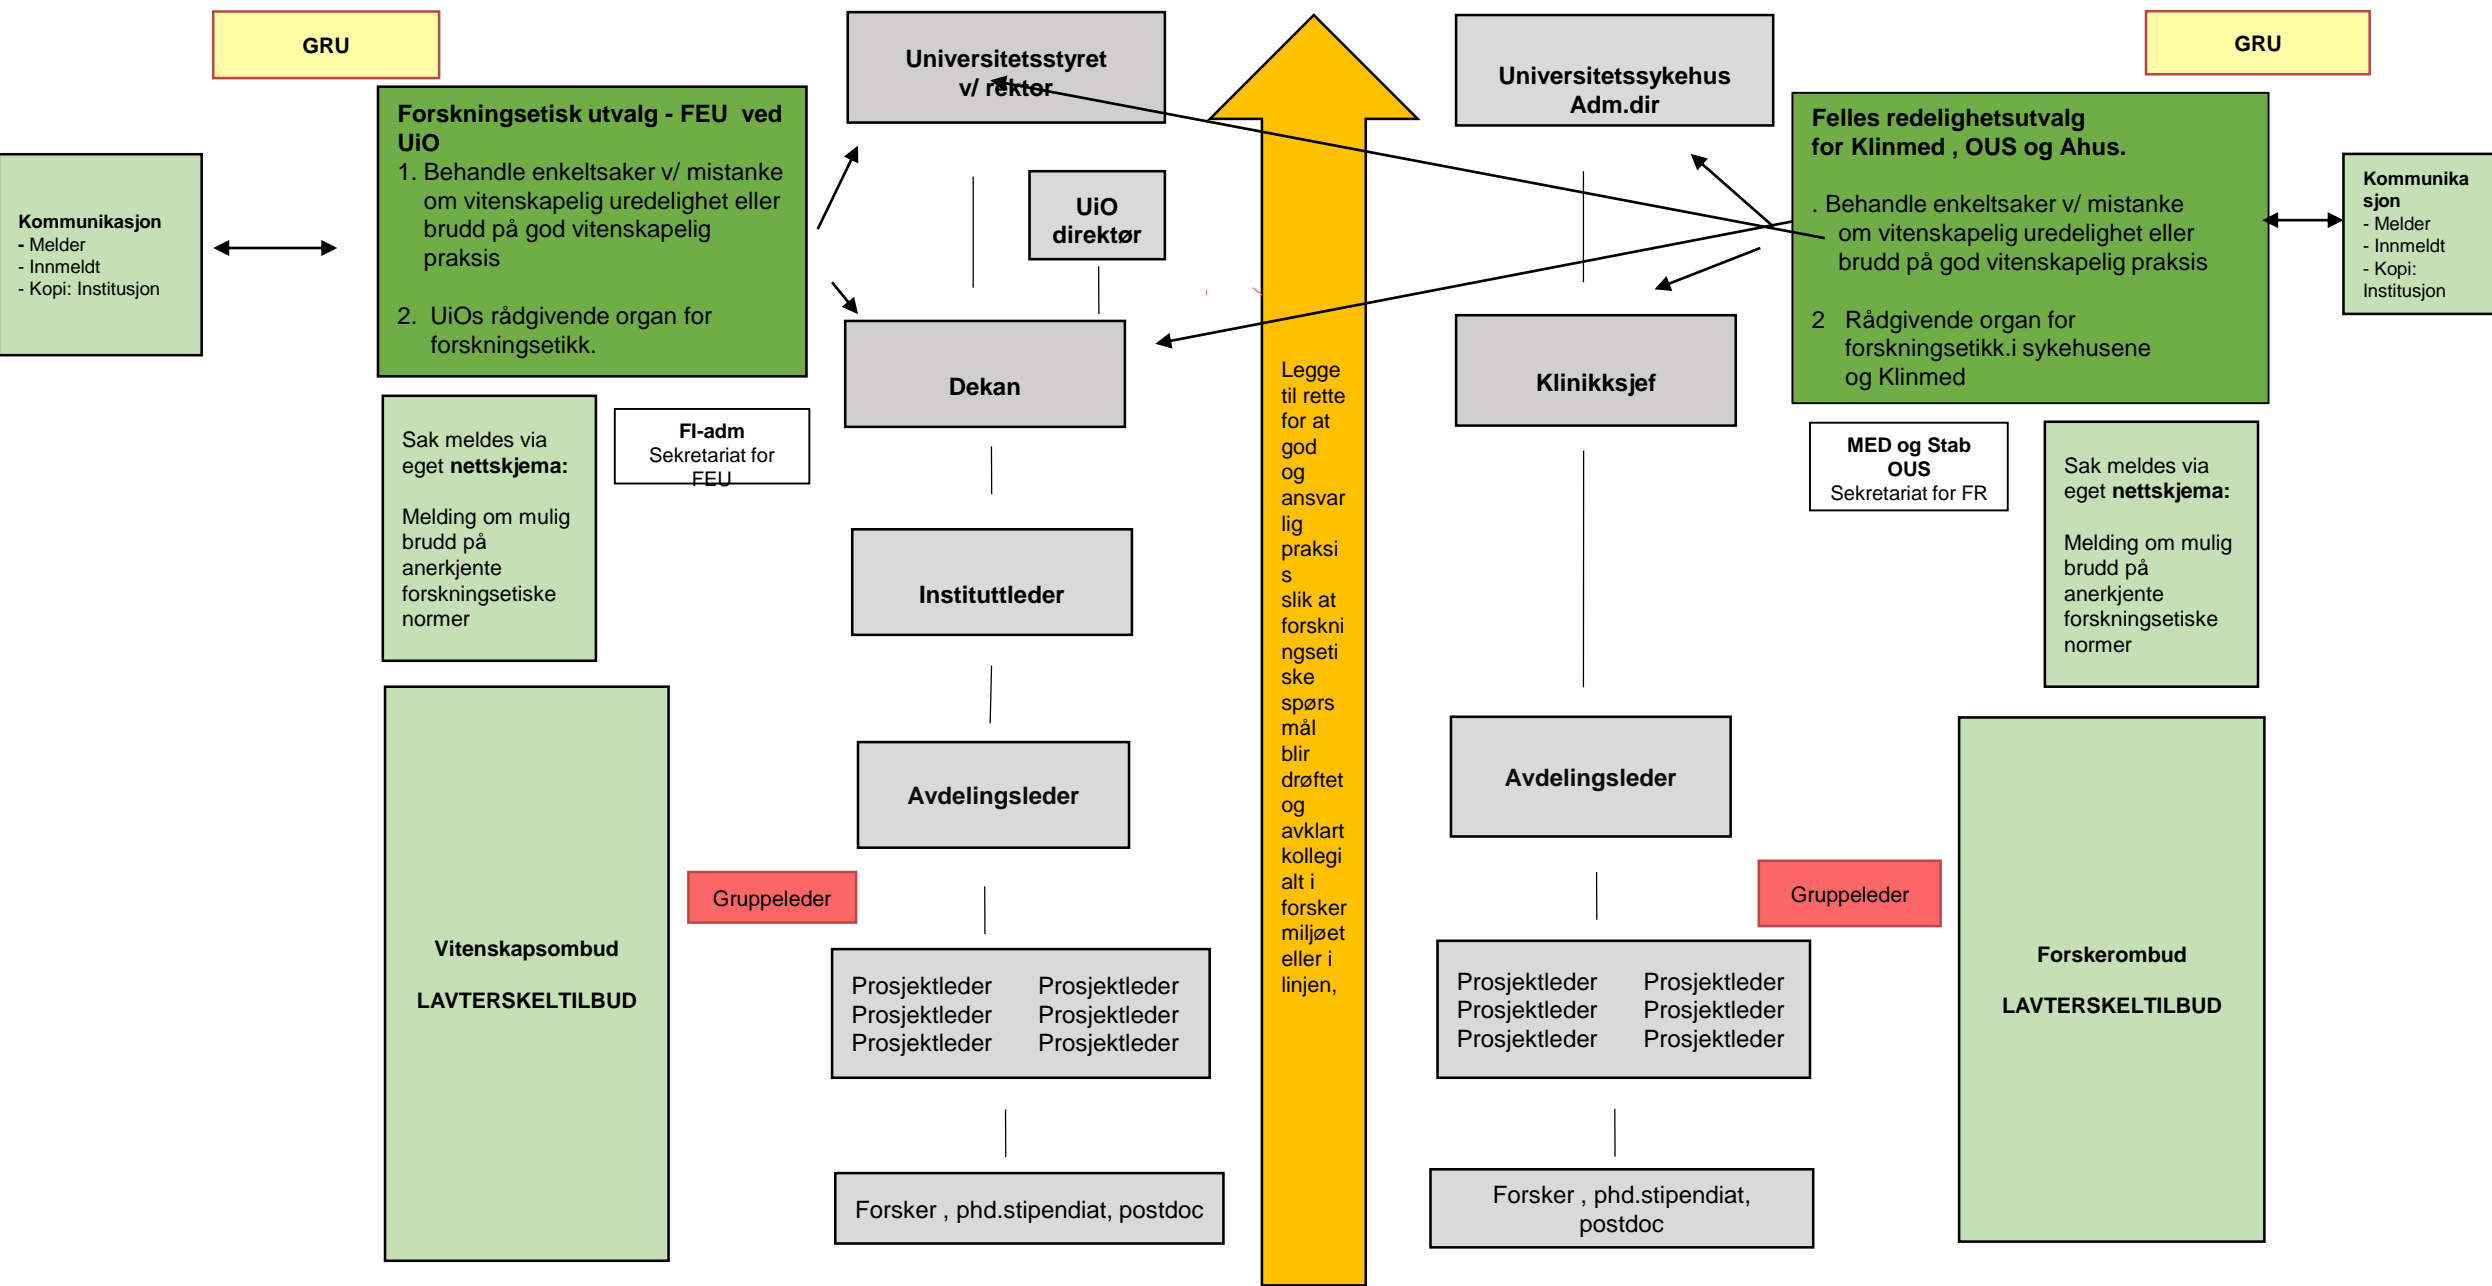 GRU
Forskningsetisk utvalg - FEU  ved
UiO
1. Behandle enkeltsaker v/ mistanke
om vitenskapelig uredelighet eller
brudd på god vitenskapelig
praksis
2.  UiOs rådgivende organ for
forskningsetikk.
Kommunikasjon
- Melder
- Innmeldt
- Kopi: Institusjon
Sak meldes via
eget nettskjema:
Melding om mulig
brudd på
anerkjente
forskningsetiske
normer
FI-adm
Sekretariat for
FEU
Vitenskapsombud
LAVTERSKELTILBUD
Gruppeleder
Universitetsstyret
v/ rektor
UiO
direktør
Dekan
Instituttleder
Avdelingsleder
Prosjektleder Prosjektleder
Prosjektleder Prosjektleder
Prosjektleder Prosjektleder
Forsker , phd.stipendiat, postdoc
Legge
til rette
for at
god
og
ansvar
lig
praksi
s
slik at
forskni
ngseti
ske
spørs
mål
blir
drøftet
og
avklart
kollegi
alt i
forsker
miljøet
eller i
linjen,
Universitetssykehus
Adm.dir
Klinikksjef
Avdelingsleder
Gruppeleder
Prosjektleder Prosjektleder
Prosjektleder Prosjektleder
Prosjektleder Prosjektleder
Forsker , phd.stipendiat,
postdoc
GRU
Felles redelighetsutvalg
for Klinmed , OUS og Ahus.
. Behandle enkeltsaker v/ mistanke
om vitenskapelig uredelighet eller
brudd på god vitenskapelig praksis
2   Rådgivende organ for
forskningsetikk.i sykehusene
og Klinmed
Kommunika
sjon
- Melder
- Innmeldt
- Kopi:
Institusjon
MED og Stab
OUS
Sekretariat for FR
Sak meldes via
eget nettskjema:
Melding om mulig
brudd på
anerkjente
forskningsetiske
normer
Forskerombud
LAVTERSKELTILBUD